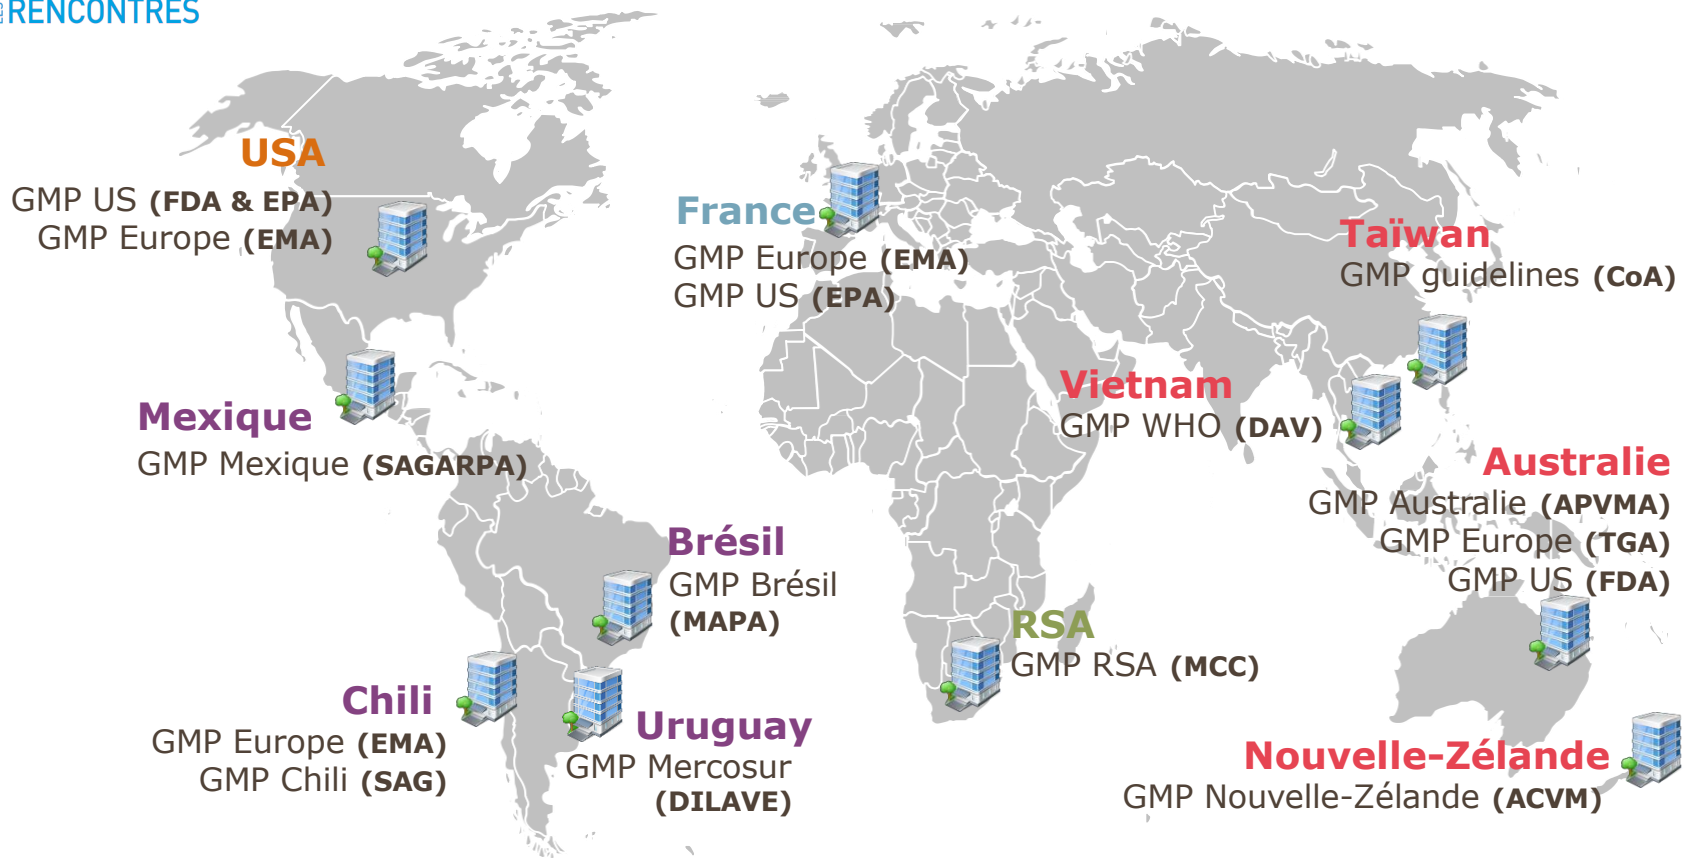 LES RENCONTRES
USA
GMP US (FDA & EPA)
GMP Europe (EMA)
France
GMP Europe (EMA)
GMP US (EPA)
Taïwan
GMP guidelines (CoA)
Vietnam
GMP WHO (DAV)
Mexique
GMP Mexique (SAGARPA)
Australie
GMP Australie (APVMA)
GMP Europe (TGA)
GMP US (FDA)
Brésil
GMP Brésil
(MAPA)
RSA
GMP RSA (MCC)
Chili
GMP Europe (EMA)
GMP Chili (SAG)
Uruguay
GMP Mercosur
(DILAVE)
Nouvelle-Zélande
GMP Nouvelle-Zélande (ACVM)